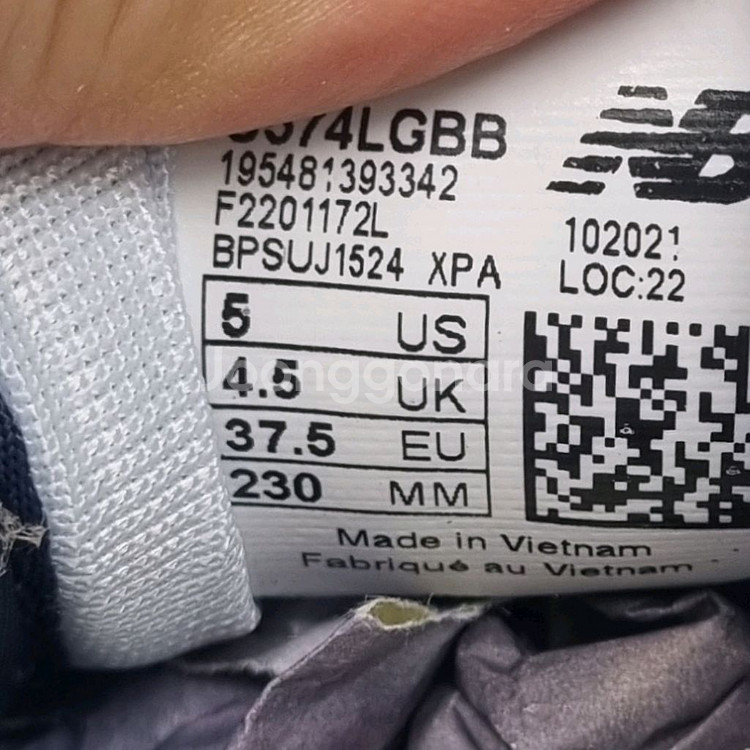 574LGBB
195481393342
F2201172L
BPSUJ1524 XPA
102021
LOC:22
5 US
4.5 UK
37.5 EU
230 MM
Joonggonara
Made in Vietnam
Fabriqué au Vietnam